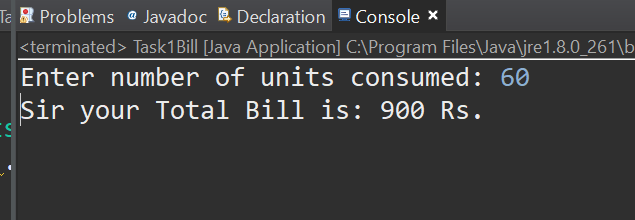 Problems @ Javadoc Declaration Console
<terminated> Task1Bill [Java Application] C:\Program Files\Java\jre1.8.0_261\b
Enter number of units consumed: 60
Sir your Total Bill is: 900 Rs.